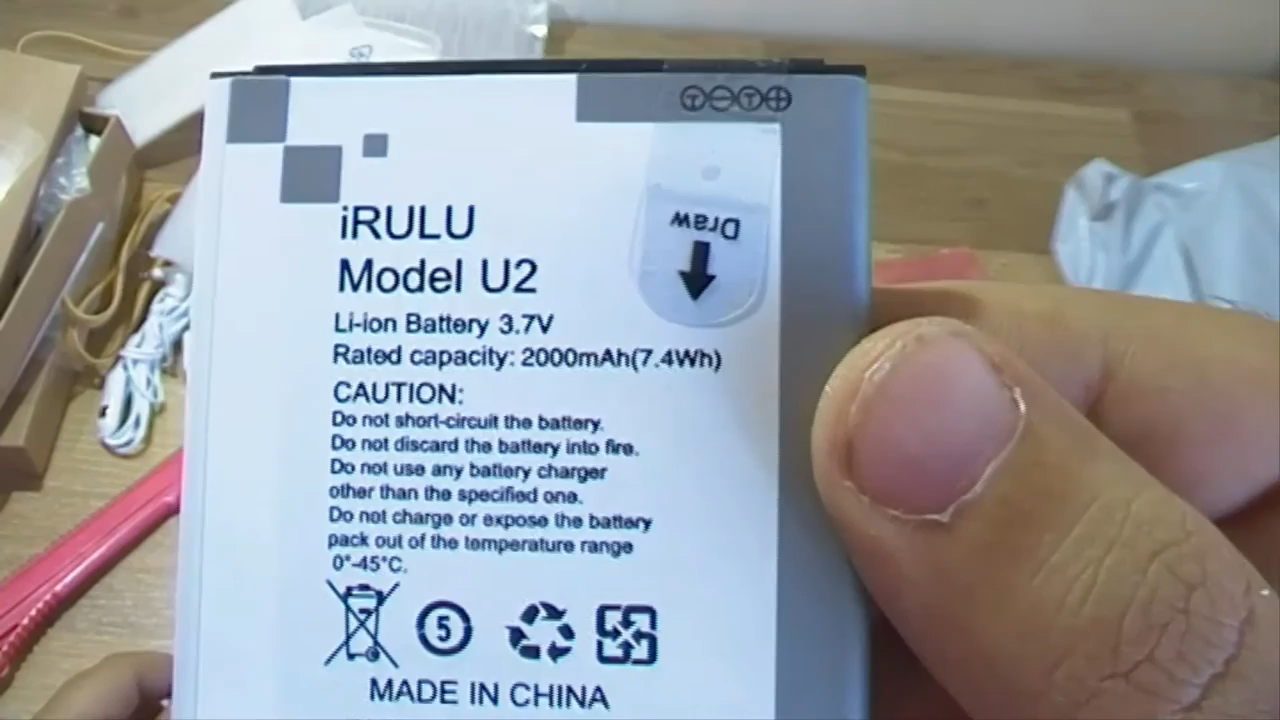 T - T +
Draw
iRULU
Model U2
Li-ion Battery 3.7V
Rated capacity: 2000mAh(7.4Wh)
CAUTION:
Do not short-circuit the battery.
Do not discard the battery into fire.
Do not use any battery charger
other than the specified one.
Do not charge or expose the battery
pack out of the temperature range
0°-45°C.
5
MADE IN CHINA